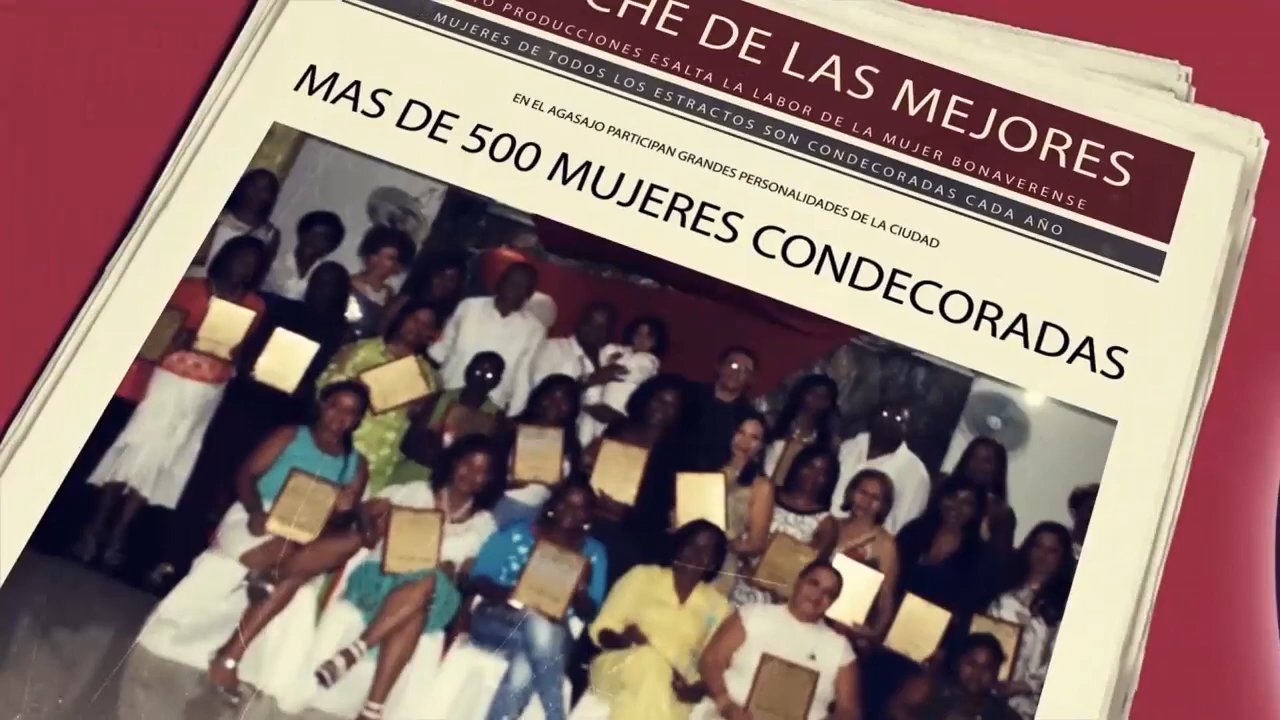 CHE DE LAS MEJORES
PRODUCCIONES ESALTA LA LABOR DE LA MUJER BONAVERENSE
MUJERES DE TODOS LOS ESTRACTOS SON CONDECORADAS CADA AÑO
EN EL AGASAJO PARTICIPAN GRANDES PERSONALIDADES DE LA CIUDAD
MAS DE 500 MUJERES CONDECORADAS